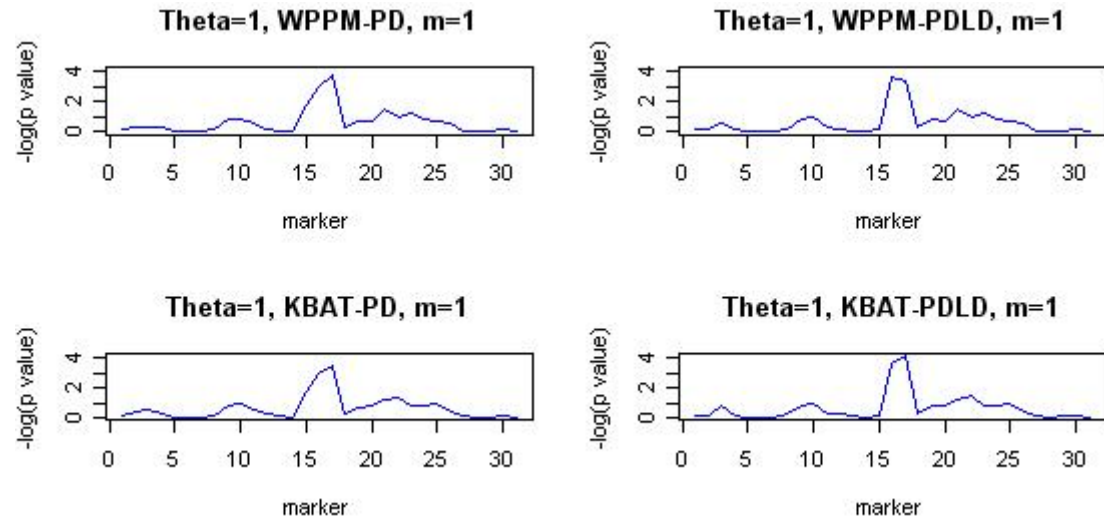 Theta=1, WPPM-PD, m=1
-log(p value)
4
2
0
0 5 10 15 20 25 30
marker
Theta=1, WPPM-PDLD, m=1
-log(p value)
4
2
0
0 5 10 15 20 25 30
marker
Theta=1, KBAT-PD, m=1
-log(p value)
4
2
0
0 5 10 15 20 25 30
marker
Theta=1, KBAT-PDLD, m=1
-log(p value)
4
2
0
0 5 10 15 20 25 30
marker